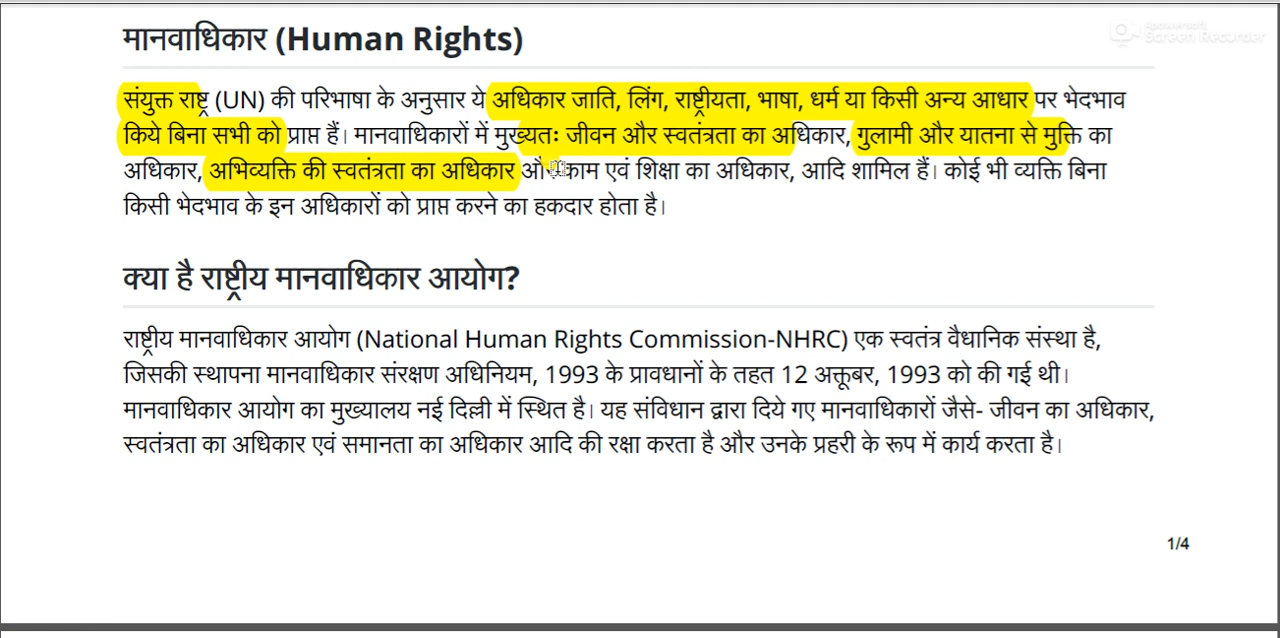 Apowersoft
Screen Recorder
मानवाधिकार (Human Rights)
संयुक्त राष्ट्र (UN) की परिभाषा के अनुसार ये अधिकार जाति, लिंग, राष्ट्रीयता, भाषा, धर्म या किसी अन्य आधार पर भेदभाव
किये बिना सभी को प्राप्त हैं। मानवाधिकारों में मुख्यतः जीवन और स्वतंत्रता का अधिकार, गुलामी और यातना से मुक्ति का
अधिकार, अभिव्यक्ति की स्वतंत्रता का अधिकार और काम एवं शिक्षा का अधिकार, आदि शामिल हैं। कोई भी व्यक्ति बिना
किसी भेदभाव के इन अधिकारों को प्राप्त करने का हकदार होता है।
क्या है राष्ट्रीय मानवाधिकार आयोग?
राष्ट्रीय मानवाधिकार आयोग (National Human Rights Commission-NHRC) एक स्वतंत्र वैधानिक संस्था है,
जिसकी स्थापना मानवाधिकार संरक्षण अधिनियम, 1993 के प्रावधानों के तहत 12 अक्तूबर, 1993 को की गई थी।
मानवाधिकार आयोग का मुख्यालय नई दिल्ली में स्थित है। यह संविधान द्वारा दिये गए मानवाधिकारों जैसे- जीवन का अधिकार,
स्वतंत्रता का अधिकार एवं समानता का अधिकार आदि की रक्षा करता है और उनके प्रहरी के रूप में कार्य करता है।
1/4